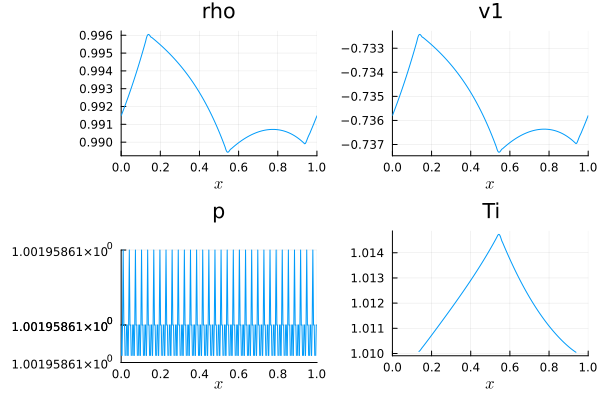 rho
0.996
0.995
0.994
0.993
0.992
0.991
0.990
0.0 0.2 0.4 0.6 0.8 1.0
x
v1
−0.733
−0.734
−0.735
−0.736
−0.737
0.0 0.2 0.4 0.6 0.8 1.0
x
p
1.00195861×10⁰
1.00195861×10⁰
1.00195861×10⁰
0.0 0.2 0.4 0.6 0.8 1.0
x
Ti
1.014
1.013
1.012
1.011
1.010
0.0 0.2 0.4 0.6 0.8 1.0
x